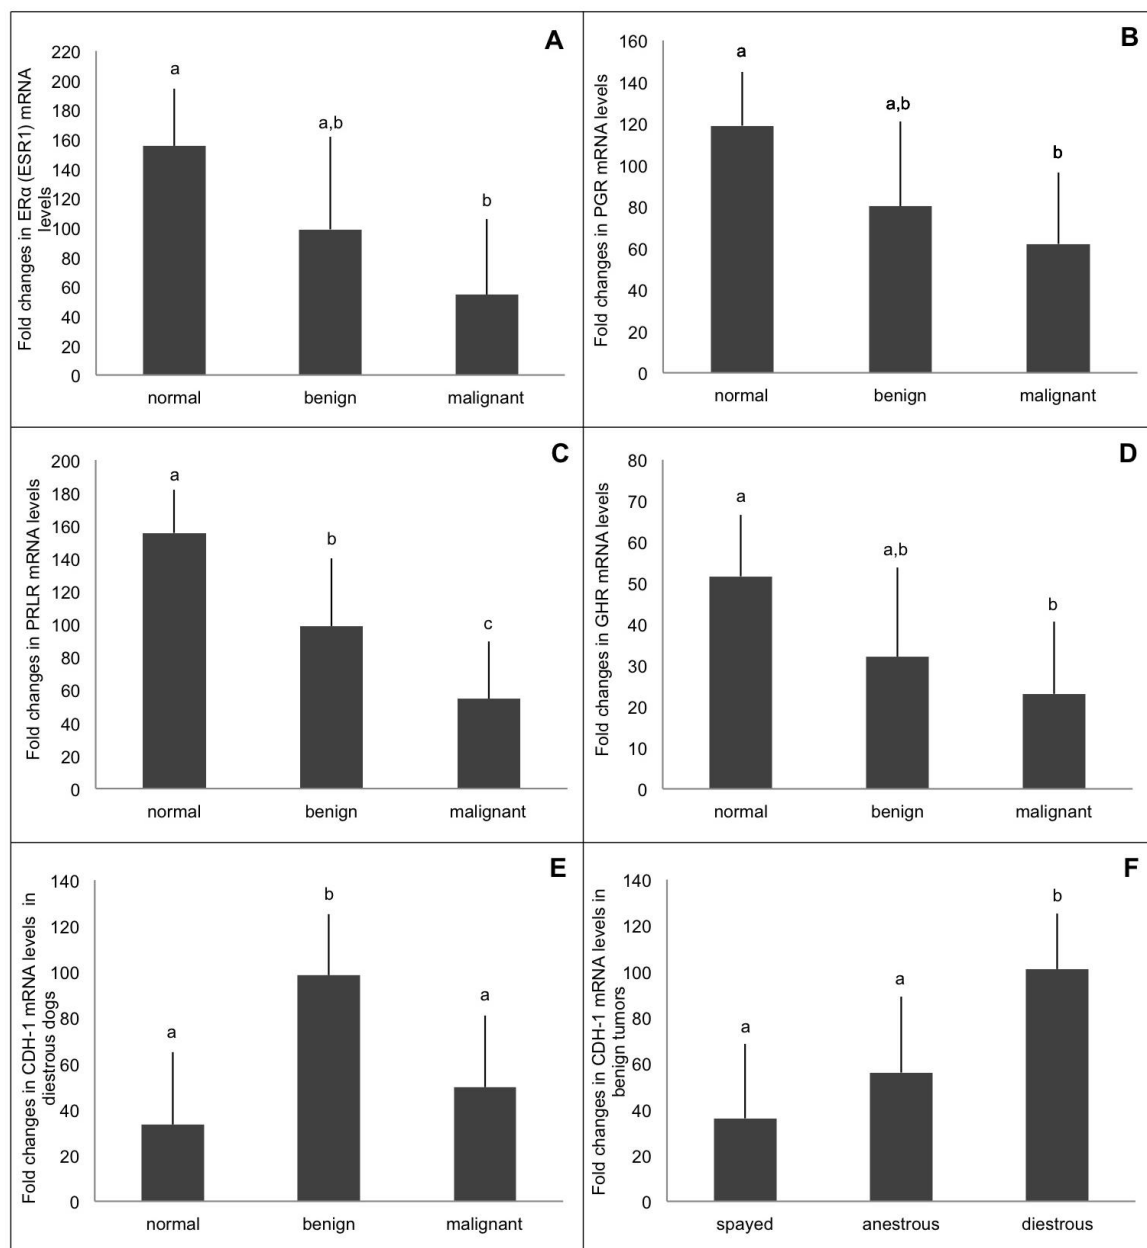 A
Fold changes in ERα (ESR1) mRNA
levels
220
200
180
160
140
120
100
80
60
40
20
0
a
a,b
b
normal benign malignant
B
Fold changes in PGR mRNA levels
160
140
120
100
80
60
40
20
0
a
a,b
b
normal benign malignant
C
Fold changes in PRLR mRNA levels
200
180
160
140
120
100
80
60
40
20
0
a
b
c
normal benign malignant
D
Fold changes in GHR mRNA levels
80
70
60
50
40
30
20
10
0
a
a,b
b
normal benign malignant
E
Fold changes in CDH-1 mRNA levels in
diestrous dogs
140
120
100
80
60
40
20
0
a
b
a
normal benign malignant
F
Fold changes in CDH-1 mRNA levels in
benign tumors
140
120
100
80
60
40
20
0
a
a
b
spayed anestrous diestrous